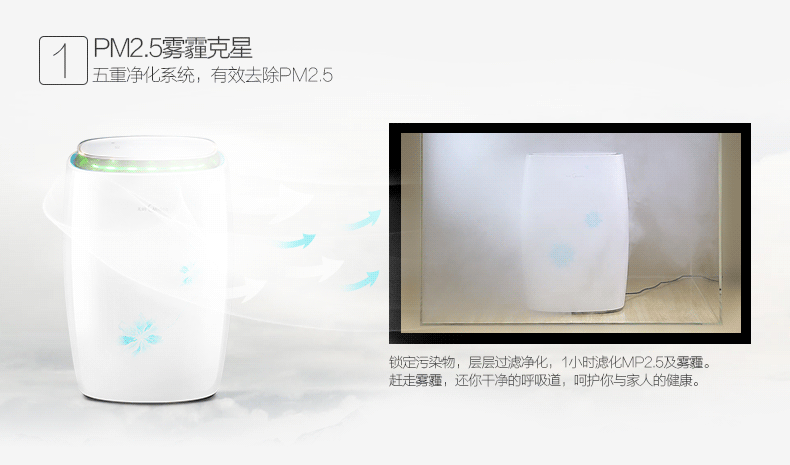 1
PM2.5雾霾克星
五重净化系统，有效去除PM2.5
锁定污染物，层层过滤净化，1小时滤化MP2.5及雾霾。
赶走雾霾，还你干净的呼吸道，呵护你与家人的健康。